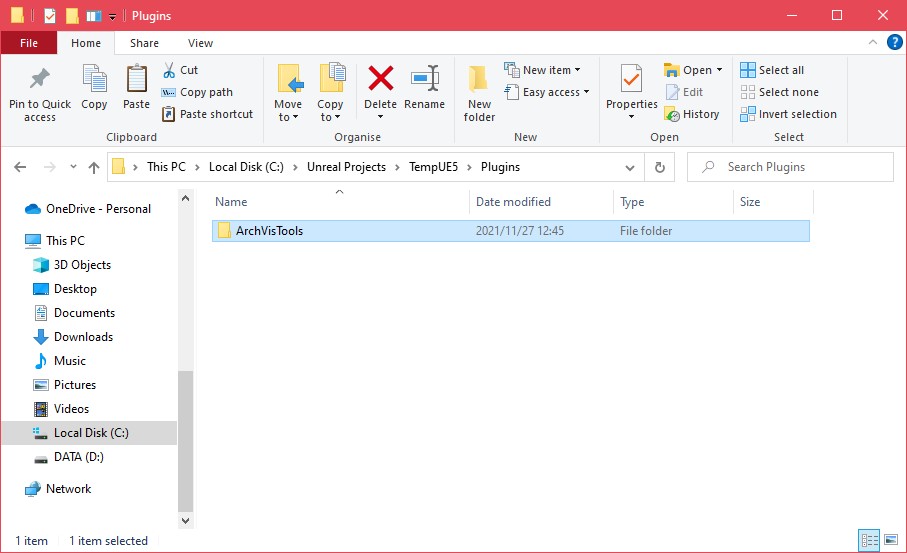 Plugins
File Home Share View
Pin to Quick access
Copy
Paste
Cut
Copy path
Paste shortcut
Clipboard
Move to
Copy to
Delete
Rename
Organise
New folder
New item
Easy access
New
Properties
Open
Edit
History
Open
Select all
Select none
Invert selection
Select
This PC > Local Disk (C:) > Unreal Projects > TempUE5 > Plugins
Search Plugins
OneDrive - Personal
This PC
3D Objects
Desktop
Documents
Downloads
Music
Pictures
Videos
Local Disk (C:)
DATA (D:)
Network
Name Date modified Type Size
ArchVisTools 2021/11/27 12:45 File folder
1 item 1 item selected